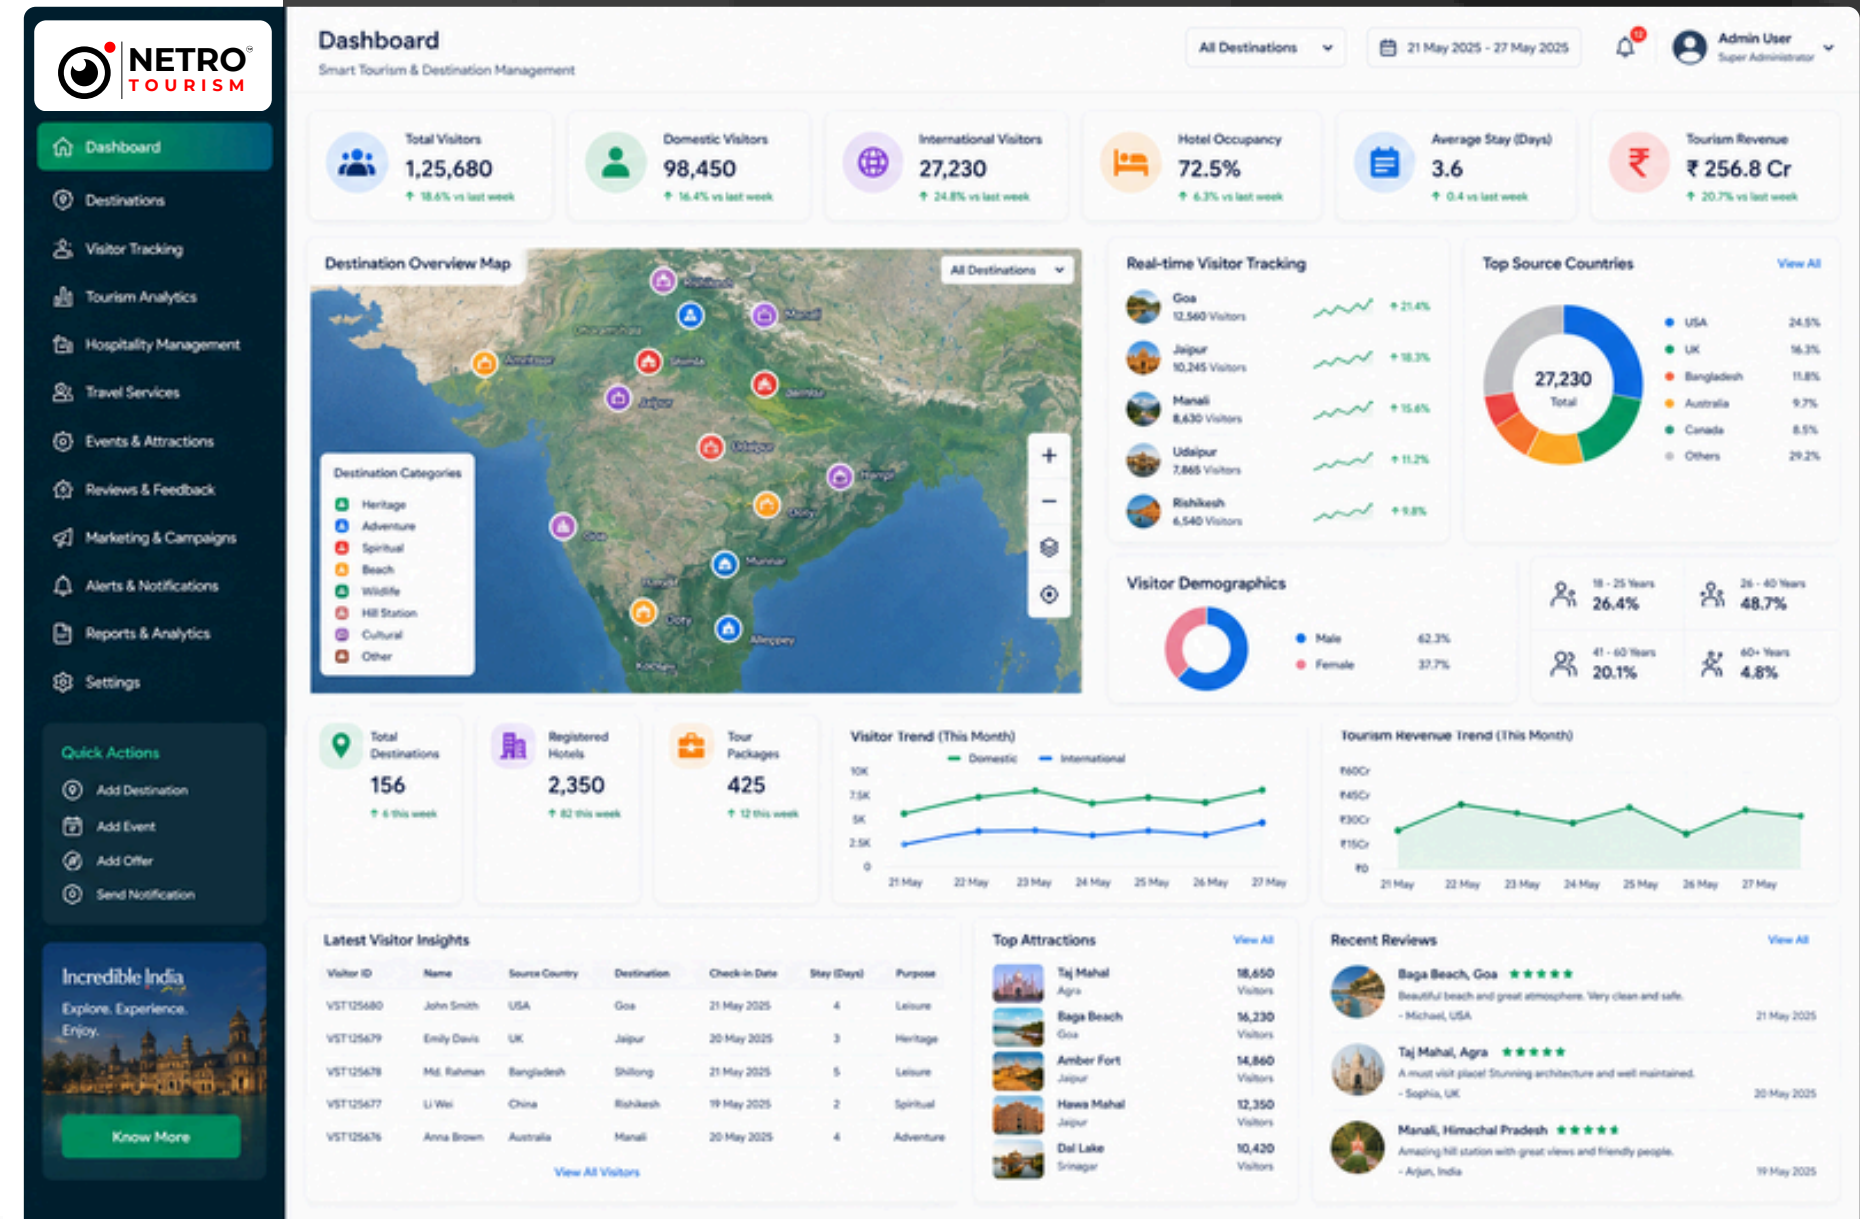 NETRO
TOURISM
Dashboard
Destinations
Visitor Tracking
Tourism Analytics
Hospitality Management
Travel Services
Events & Attractions
Reviews & Feedback
Marketing & Campaigns
Alerts & Notifications
Reports & Analytics
Settings
Quick Actions
Add Destination
Add Event
Add Offer
Send Notification
Incredible India
Explore. Experience.
Enjoy.
Know More
Dashboard
Smart Tourism & Destination Management
All Destinations
21 May 2025 - 27 May 2025
12
Admin User
Super Administrator
Total Visitors
1,25,680
↑ 18.6% vs last week
Domestic Visitors
98,450
↑ 16.4% vs last week
International Visitors
27,230
↑ 24.8% vs last week
Hotel Occupancy
72.5%
↑ 6.3% vs last week
Average Stay (Days)
3.6
↑ 0.4 vs last week
Tourism Revenue
₹ 256.8 Cr
↑ 20.7% vs last week
Destination Overview Map
All Destinations
Rishikesh
Manali
Dharamshala
Amritsar
Shimla
Jaipur
Udaipur
Hampi
Ooty
Goa
Munnar
Ooty
Alleppey
Destination Categories
Heritage
Adventure
Spiritual
Beach
Wildlife
Hill Station
Cultural
Other
Real-time Visitor Tracking
Goa
12,560 Visitors
↑ 21.4%
Jaipur
10,245 Visitors
↑ 18.3%
Manali
8,630 Visitors
↑ 15.6%
Udaipur
7,865 Visitors
↑ 11.2%
Rishikesh
6,540 Visitors
↑ 9.8%
Top Source Countries
View All
27,230
Total
USA 24.5%
UK 16.3%
Bangladesh 11.8%
Australia 9.7%
Canada 8.5%
Others 29.2%
Visitor Demographics
Male 62.3%
Female 37.7%
18 - 25 Years
26.4%
26 - 40 Years
48.7%
41 - 60 Years
20.1%
60+ Years
4.8%
Total
Destinations
156
↑ 6 this week
Registered
Hotels
2,350
↑ 82 this week
Tour
Packages
425
↑ 12 this week
Visitor Trend (This Month)
Domestic International
10K
7.5K
5K
2.5K
0
21 May 22 May 23 May 24 May 25 May 26 May 27 May
Tourism Revenue Trend (This Month)
₹60Cr
₹45Cr
₹30Cr
₹15Cr
₹0
21 May 22 May 23 May 24 May 25 May 26 May 27 May
Latest Visitor Insights
Visitor ID Name Source Country Destination Check-in Date Stay (Days) Purpose
VST125680 John Smith USA Goa 21 May 2025 4 Leisure
VST125679 Emily Davis UK Jaipur 20 May 2025 3 Heritage
VST125678 Md. Rahman Bangladesh Shillong 21 May 2025 5 Leisure
VST125677 Li Wei China Rishikesh 19 May 2025 2 Spiritual
VST125676 Anna Brown Australia Manali 20 May 2025 4 Adventure
View All Visitors
Top Attractions
View All
Taj Mahal 18,650
Agra Visitors
Baga Beach 16,230
Goa Visitors
Amber Fort 14,860
Jaipur Visitors
Hawa Mahal 12,350
Jaipur Visitors
Dal Lake 10,420
Srinagar Visitors
Recent Reviews
View All
Baga Beach, Goa
Beautiful beach and great atmosphere. Very clean and safe.
- Michael, USA
21 May 2025
Taj Mahal, Agra
A must visit place! Stunning architecture and well maintained.
- Sophia, UK
20 May 2025
Manali, Himachal Pradesh
Amazing hill station with great views and friendly people.
- Arjun, India
19 May 2025